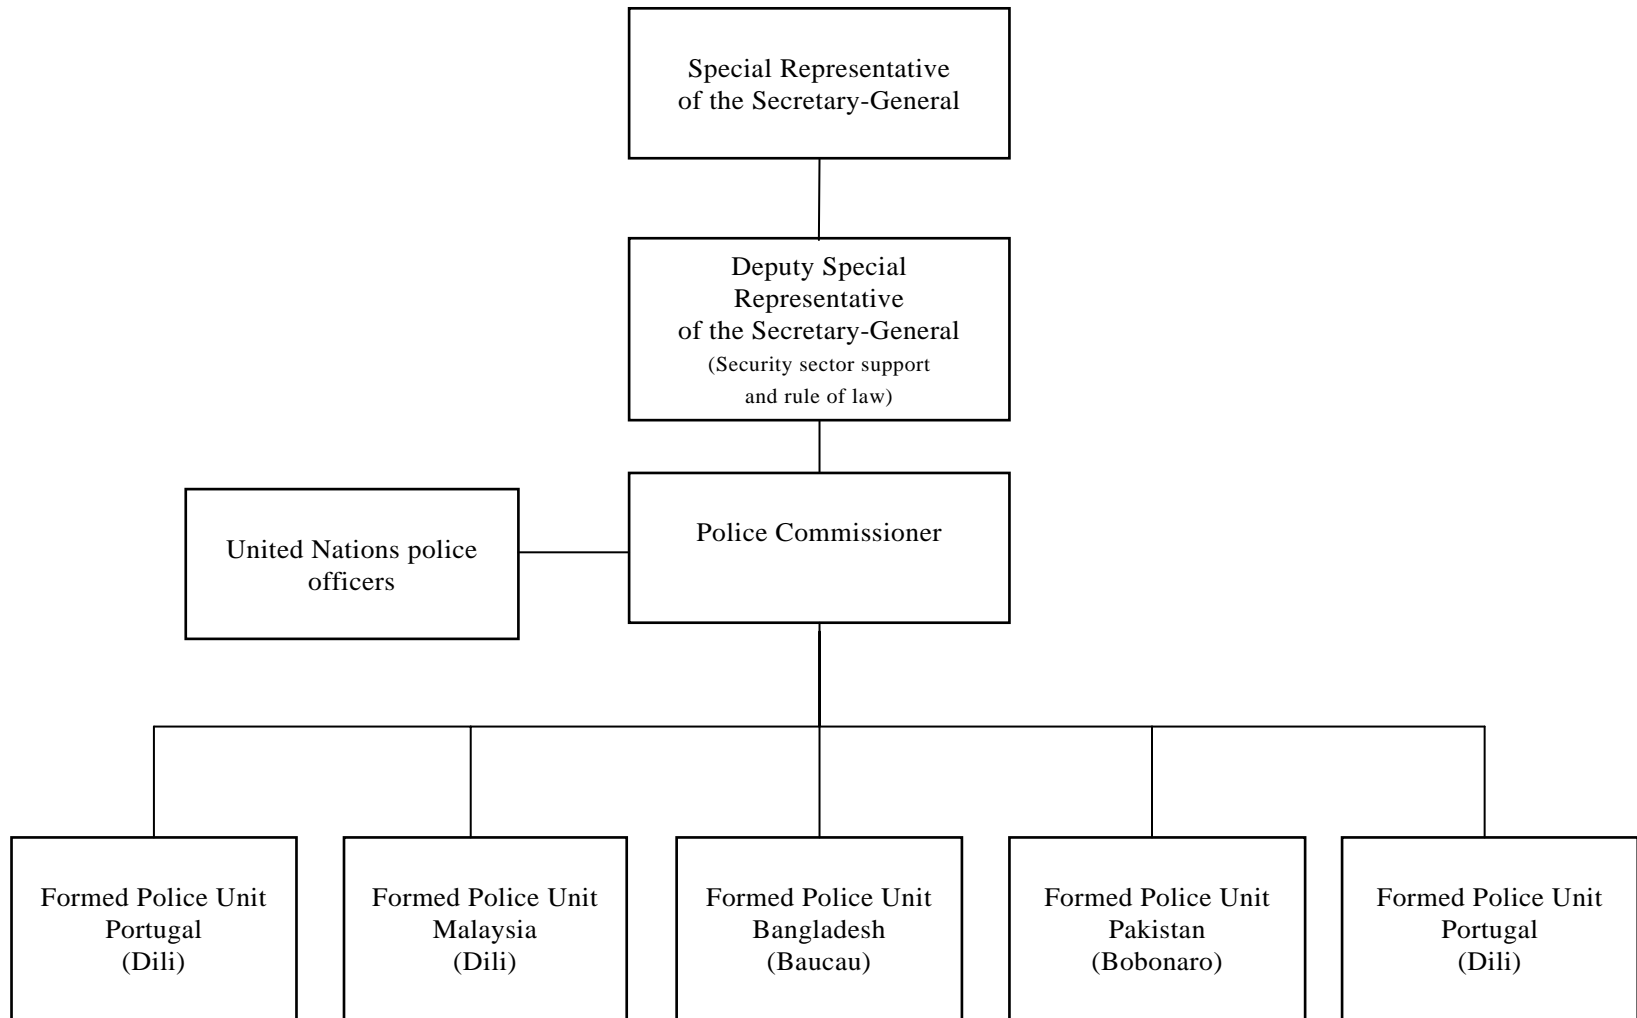 Special Representative
of the Secretary-General
Deputy Special
Representative
of the Secretary-General
(Security sector support
and rule of law)
United Nations police
officers
Police Commissioner
Formed Police Unit
Portugal
(Dili)
Formed Police Unit
Malaysia
(Dili)
Formed Police Unit
Bangladesh
(Baucau)
Formed Police Unit
Pakistan
(Bobonaro)
Formed Police Unit
Portugal
(Dili)